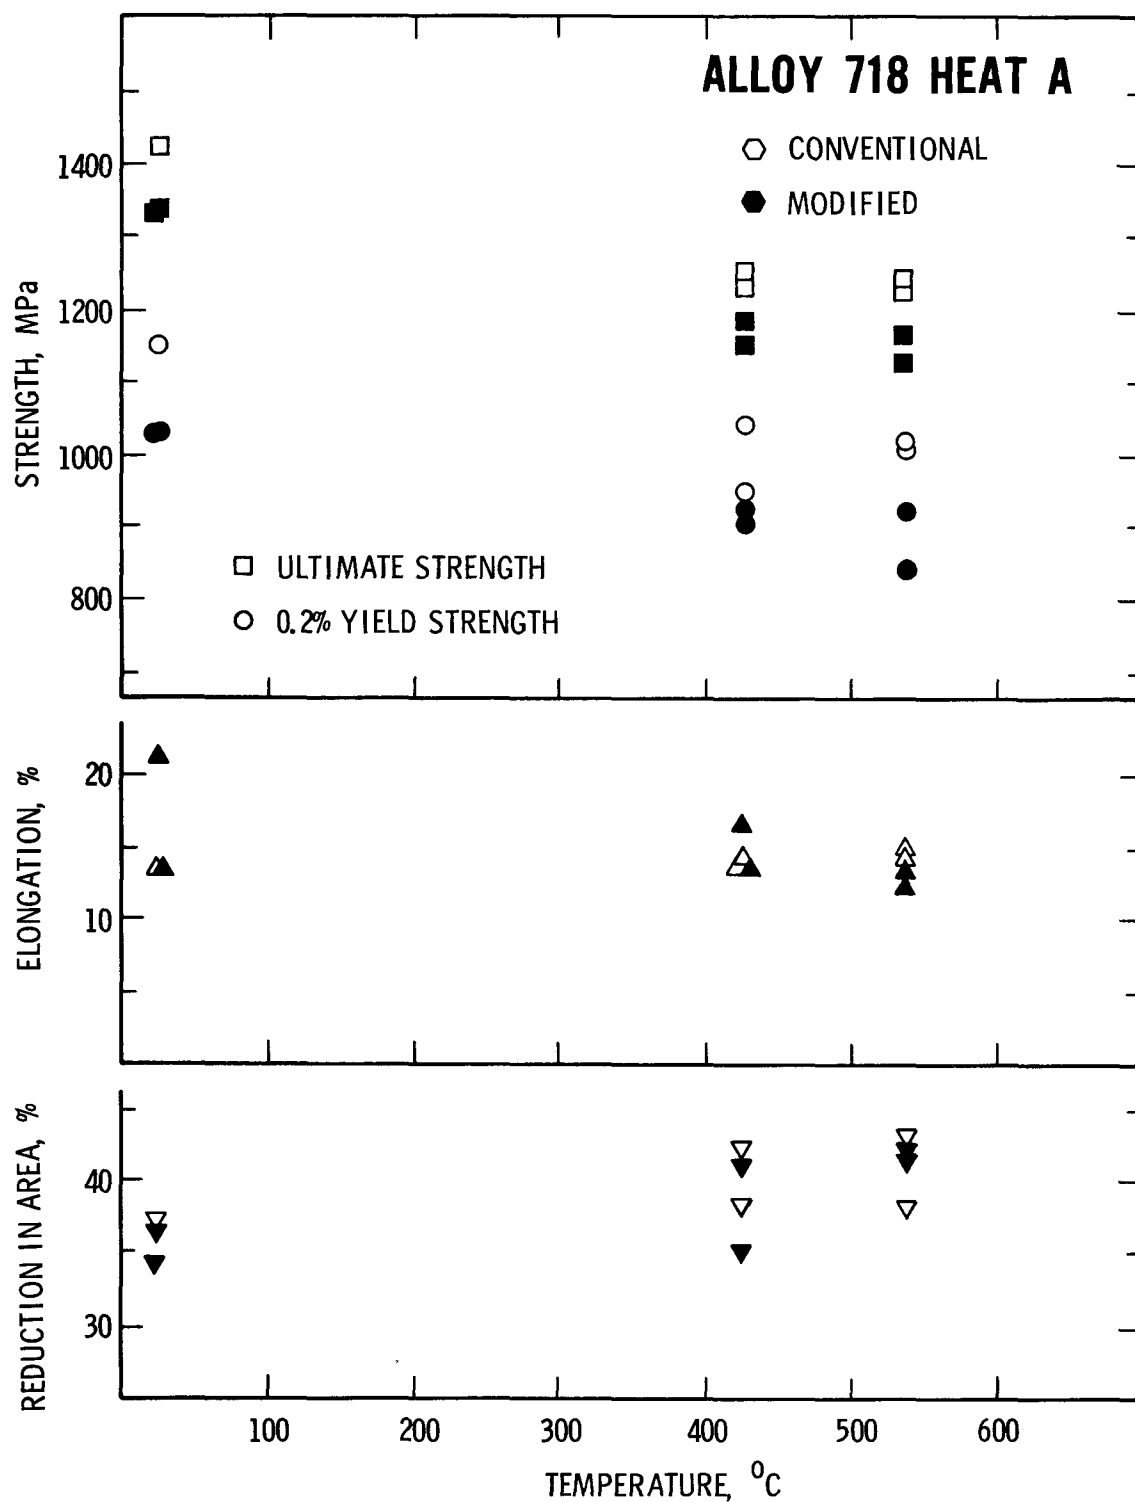 ALLOY 718 HEAT A
CONVENTIONAL
MODIFIED
1400
1200
1000
800
STRENGTH, MPa
ULTIMATE STRENGTH
0.2% YIELD STRENGTH
20
10
ELONGATION, %
40
30
REDUCTION IN AREA, %
100 200 300 400 500 600
TEMPERATURE, °C